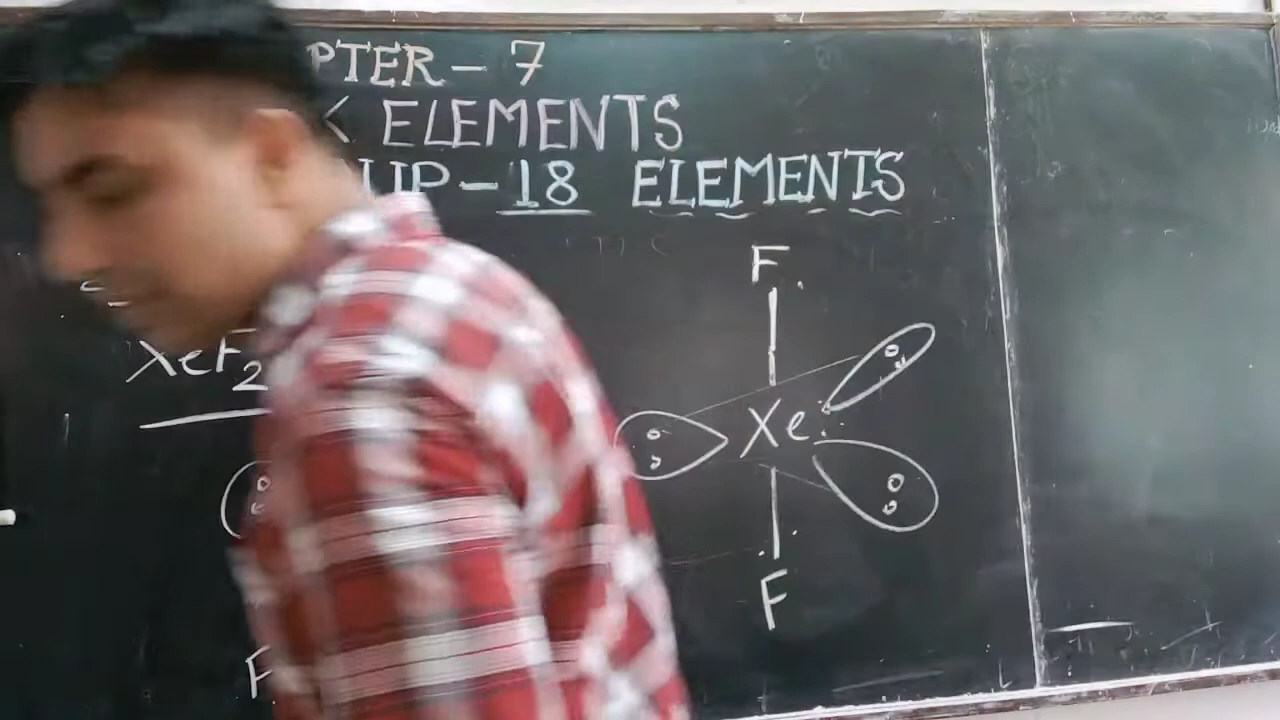 PTER - 7
K ELEMENTS
UP - 18 ELEMENTS
F
XeF2
Xe
F
F